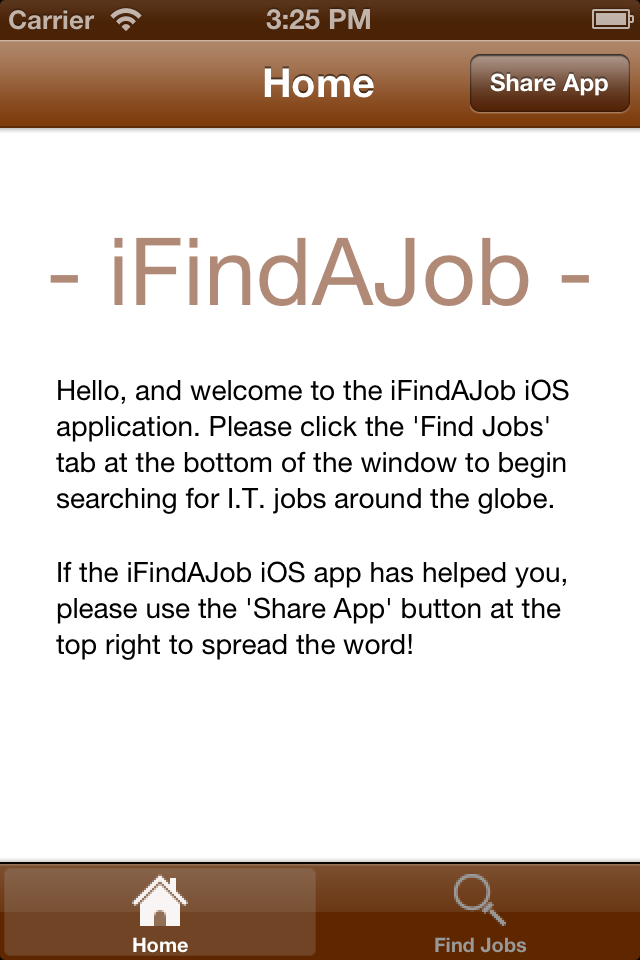 Carrier 3:25 PM
Home Share App
- iFindAJob -
Hello, and welcome to the iFindAJob iOS
application. Please click the 'Find Jobs'
tab at the bottom of the window to begin
searching for I.T. jobs around the globe.
If the iFindAJob iOS app has helped you,
please use the 'Share App' button at the
top right to spread the word!
Home Find Jobs